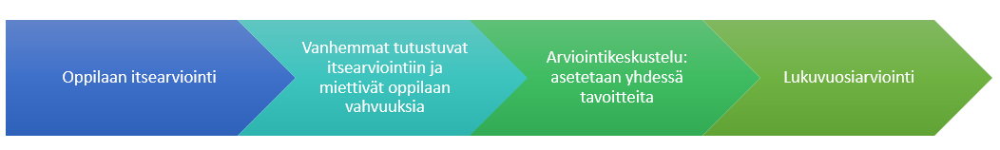 Oppilaan itsearviointi
Vanhemmat tutustuvat
itsearviointiin ja
miettivät oppilaan
vahvuuksia
Arviointikeskustelu:
asetetaan yhdessä
tavoitteita
Lukuvuosiarviointi